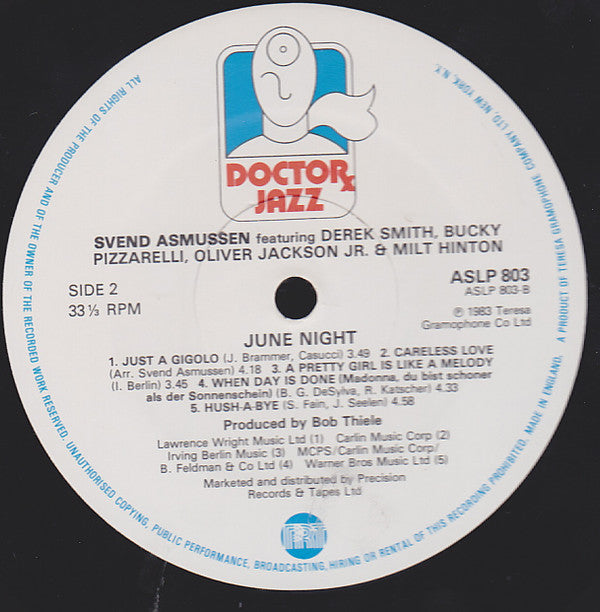 DOCTOR
JAZZ
SVEND ASMUSSEN featuring DEREK SMITH, BUCKY
PIZZARELLI, OLIVER JACKSON JR. & MILT HINTON
SIDE 2
33⅓ RPM
ASLP 803
ASLP 803-B
℗ 1983 Teresa
Gramophone Co Ltd
JUNE NIGHT
1. JUST A GIGOLO (J. Brammer, Casucci) 3.49 2. CARELESS LOVE
(Arr. Svend Asmussen) 4.18 3. A PRETTY GIRL IS LIKE A MELODY
(I. Berlin) 3.45 4. WHEN DAY IS DONE (Madonna, du bist schoner
als der Sonnenschein) (B. G. DeSylva, R. Katscher) 4.33
5. HUSH-A-BYE (S. Fain, J. Seelen) 4.58
Produced by Bob Thiele
Lawrence Wright Music Ltd (1) Carlin Music Corp (2)
Irving Berlin Music (3) MCPS/Carlin Music Corp/
B. Feldman & Co Ltd (4) Warner Bros Music Ltd (5)
Marketed and distributed by Precision
Records & Tapes Ltd
PRT
ALL RIGHTS OF THE PRODUCER AND OF THE OWNER OF THE RECORDED WORK RESERVED. UNAUTHORISED COPYING, PUBLIC PERFORMANCE, BROADCASTING, HIRING OR RENTAL OF THIS RECORDING PROHIBITED. MADE IN ENGLAND. A PRODUCT OF TERESA GRAMOPHONE COMPANY LTD, NEW YORK, N.Y.